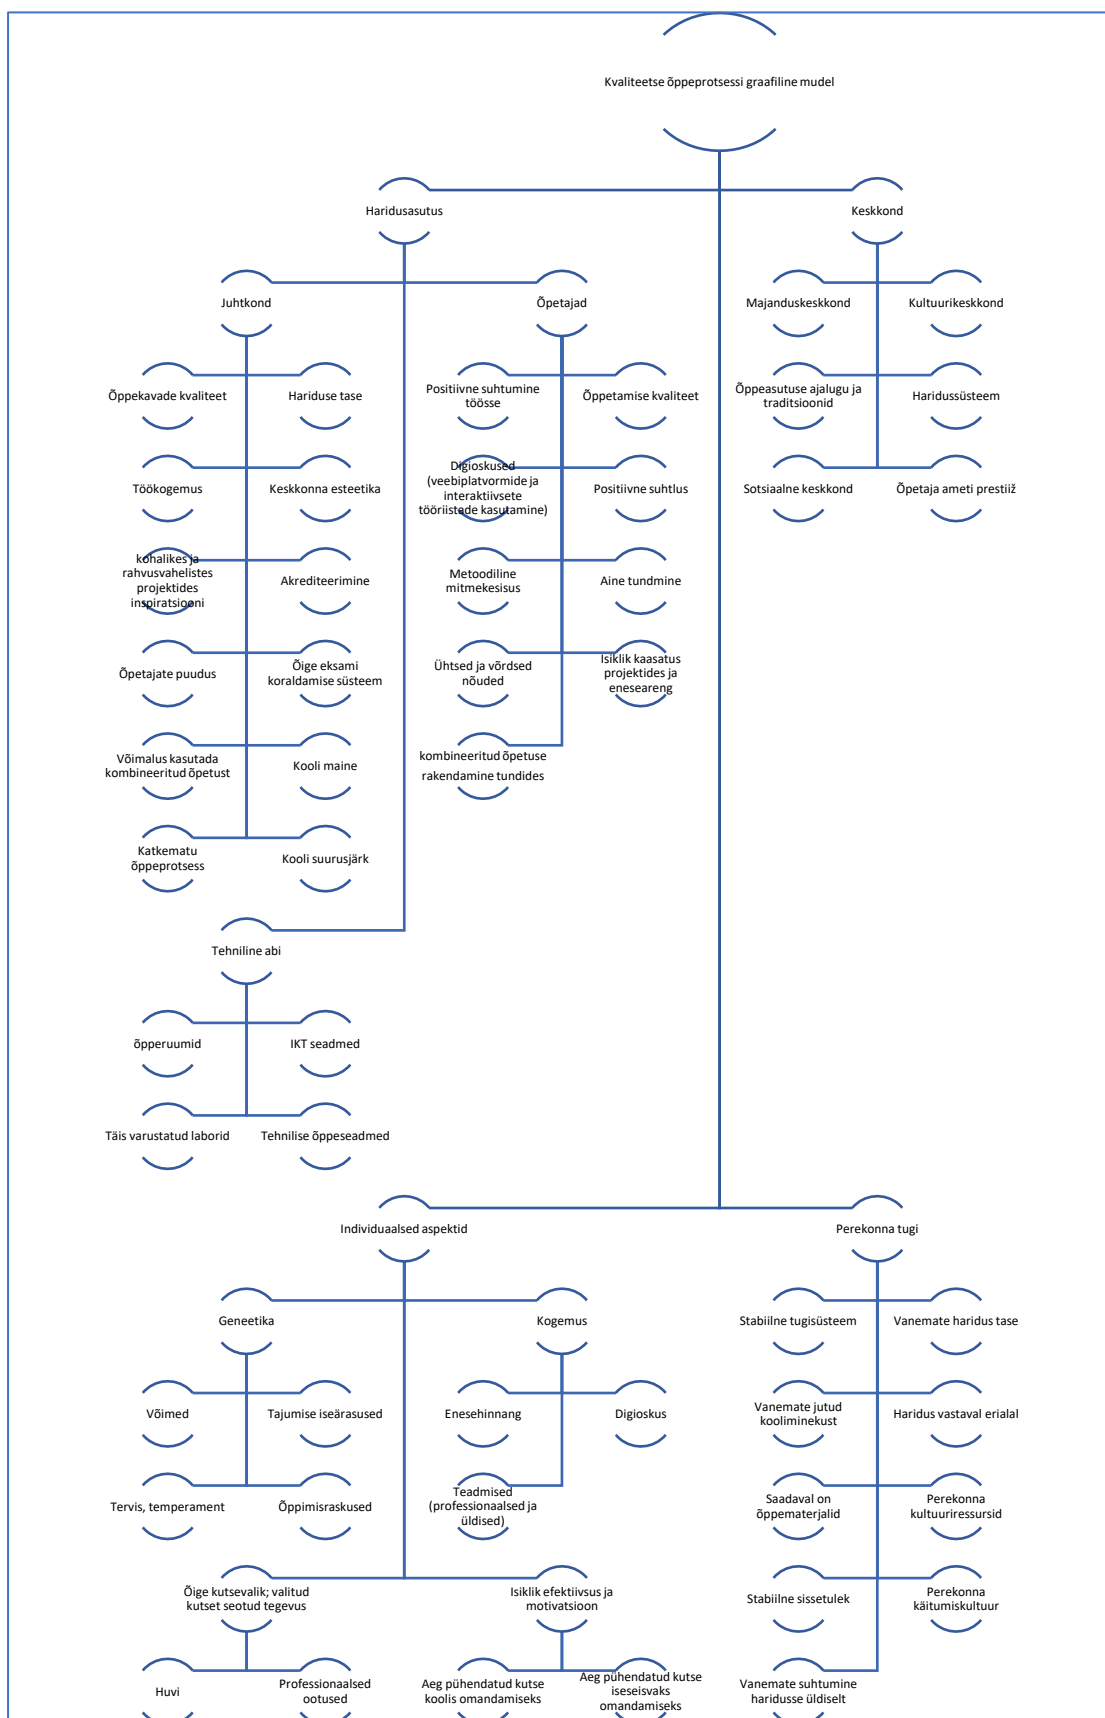 Kvaliteetse õppeprotsessi graafiline mudel
Haridusasutus
Keskkond
Juhtkond
Õpetajad
Majanduskeskkond
Kultuurikeskkond
Õppekavade kvaliteet
Hariduse tase
Positiivne suhtumine
töösse
Õppetamise kvaliteet
Õppeasutuse ajalugu ja
traditsioonid
Haridussüsteem
Töökogemus
Keskkonna esteetika
Digioskused
(veebiplatvormide ja
interaktiivsete
tööriistade kasutamine)
Positiivne suhtlus
Sotsiaalne keskkond
Õpetaja ameti prestiiž
kohalikes ja
rahvusvahelistes
projektides
inspiratsiooni
Akrediteerimine
Metoodiline
mitmekesisus
Aine tundmine
Õpetajate puudus
Õige eksami
koraldamise süsteem
Ühtsed ja võrdsed
nõuded
Isiklik kaasatus
projektides ja
eneseareng
Võimalus kasutada
kombineeritud õpetust
Kooli maine
kombineeritud õpetuse
rakendamine tundides
Katkematu
õppeprotsess
Kooli suurusjärk
Tehniline abi
õpperuumid
IKT seadmed
Täis varustatud laborid
Tehnilise õppeseadmed
Individuaalsed aspektid
Perekonna tugi
Geneetika
Kogemus
Stabiilne tugisüsteem
Vanemate haridus tase
Võimed
Tajumise iseärasused
Enesehinnang
Digioskus
Vanemate jutud
kooliminekust
Haridus vastaval erialal
Tervis, temperament
Õppimisraskused
Teadmised
(professionaalsed ja
üldised)
Saadaval on
õppematerjalid
Perekonna
kultuuriressursid
Õige kutsevalik; valitud
kutset seotud tegevus
Isiklik efektiivsus ja
motivatsioon
Stabiilne sissetulek
Perekonna
käitumiskultuur
Huvi
Professionaalsed
ootused
Aeg pühendatud kutse
koolis omandamiseks
Aeg pühendatud kutse
iseseisvaks
omandamiseks
Vanemate suhtumine
haridusse üldiselt